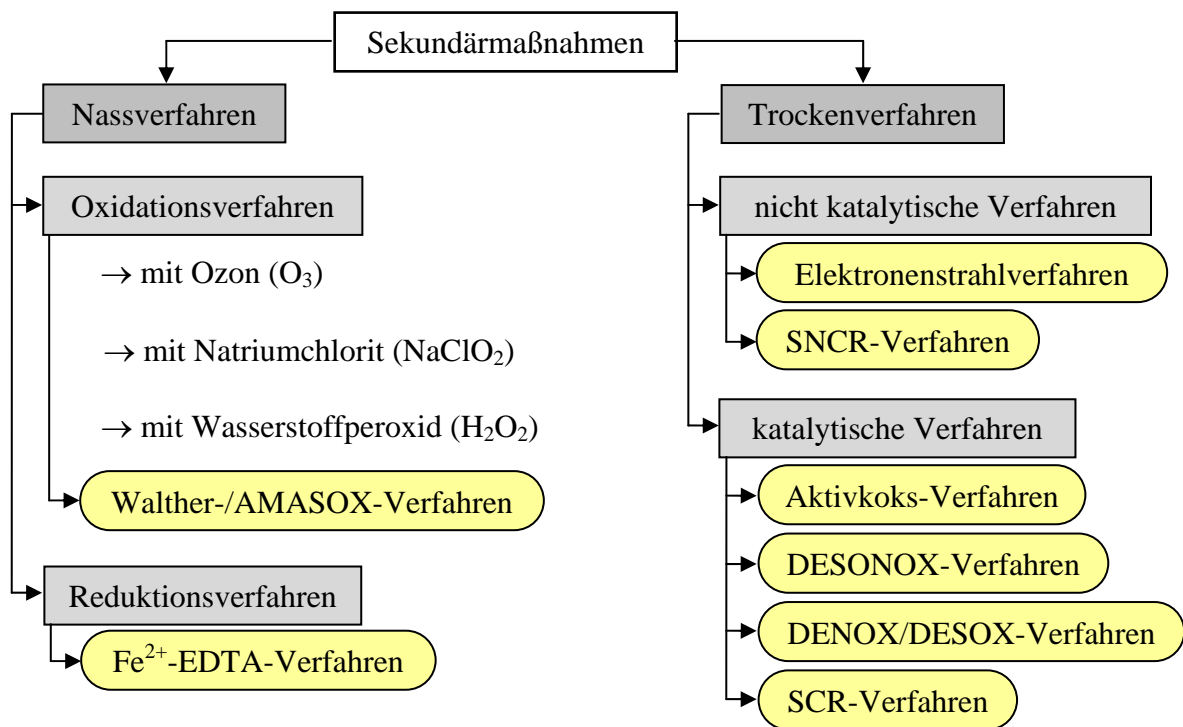 Sekundärmaßnahmen
Nassverfahren
Oxidationsverfahren
→ mit Ozon (O₃)
→ mit Natriumchlorit (NaClO₂)
→ mit Wasserstoffperoxid (H₂O₂)
Walther-/AMASOX-Verfahren
Reduktionsverfahren
Fe²⁺-EDTA-Verfahren
Trockenverfahren
nicht katalytische Verfahren
Elektronenstrahlverfahren
SNCR-Verfahren
katalytische Verfahren
Aktivkoks-Verfahren
DESONOX-Verfahren
DENOX/DESOX-Verfahren
SCR-Verfahren